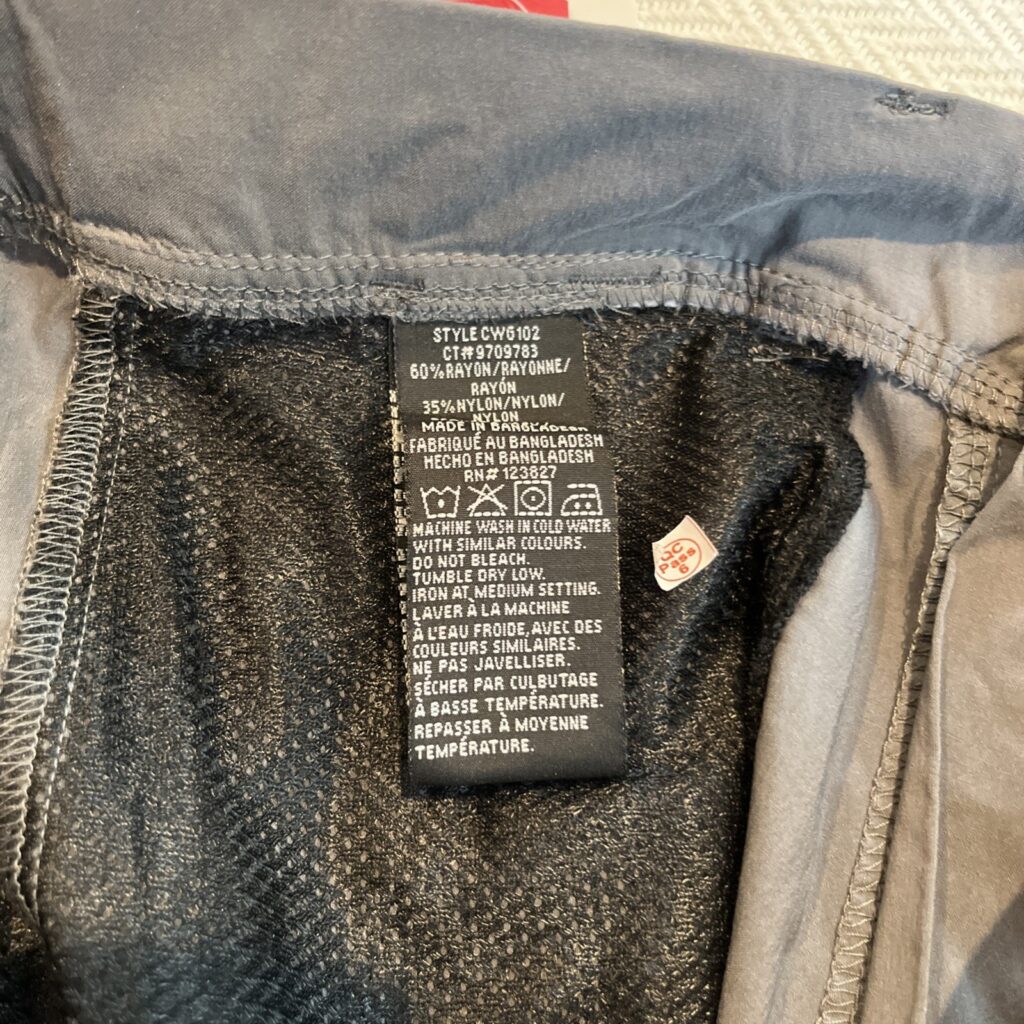 STYLE CW6102
CT#9709783
60%RAYON/RAYONNE/
RAYÓN
35%NYLON/NYLON/
NYLON
MADE IN BANGLADESH
FABRIQUÉ AU BANGLADESH
HECHO EN BANGLADESH
RN# 123827
MACHINE WASH IN COLD WATER
WITH SIMILAR COLOURS.
DO NOT BLEACH.
TUMBLE DRY LOW.
IRON AT MEDIUM SETTING.
LAVER À LA MACHINE
À L'EAU FROIDE, AVEC DES
COULEURS SIMILAIRES.
NE PAS JAVELLISER.
SÉCHER PAR CULBUTAGE
À BASSE TEMPÉRATURE.
REPASSER À MOYENNE
TEMPÉRATURE.
QC
Pass
6